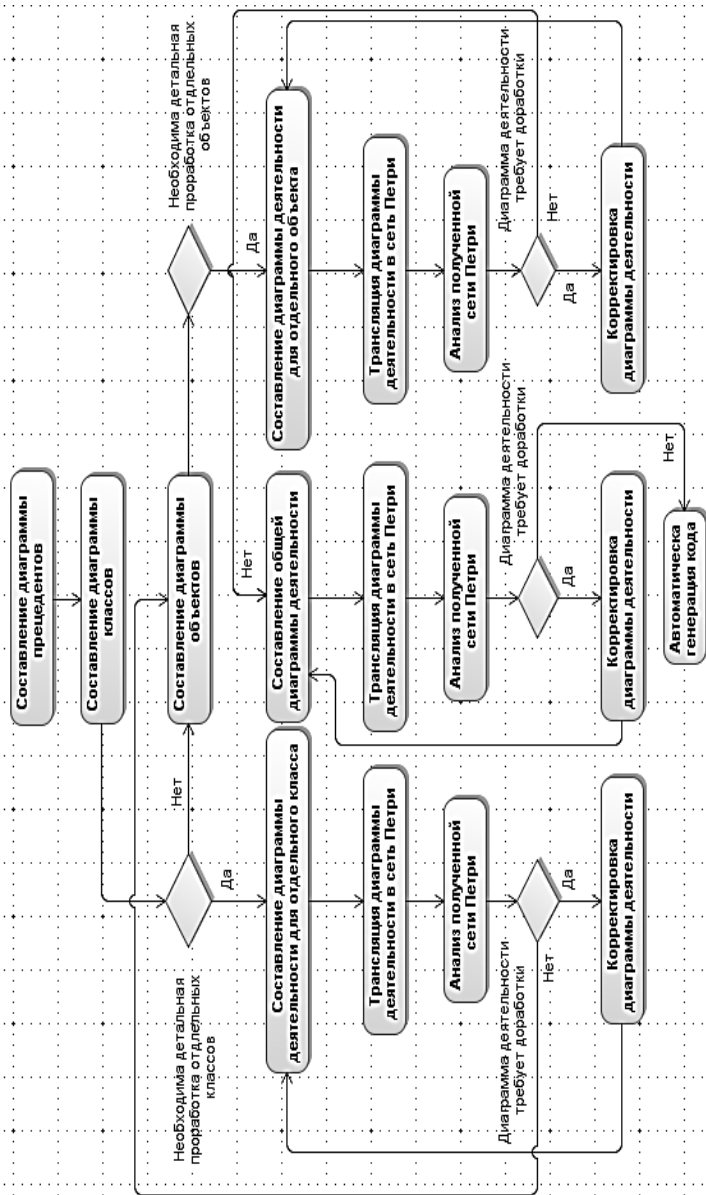 Составление диаграммы
прецедентов
Составление диаграммы
классов
Необходима детальная
проработка отдлельных
классов
Нет
Да
Составление диаграммы
объектов
Необходима детальная
проработка отдлельных
объектов
Нет
Да
Составление диаграммы
деятельности для отдельного класса
Составление общей
диаграммы деятельности
Составление диаграммы деятельности
для отдельного объекта
Трансляция диаграммы
деятельности в сеть Петри
Трансляция диаграммы
деятельности в сеть Петри
Трансляция диаграммы
деятельности в сеть Петри
Анализ полученной
сети Петри
Анализ полученной
сети Петри
Анализ полученной
сети Петри
Диаграмма деятельности
требует доработки
Нет
Да
Диаграмма деятельности
требует доработки
Да
Нет
Диаграмма деятельности
требует доработки
Да
Нет
Корректировка
диаграммы деятельности
Корректировка
диаграммы деятельности
Корректировка
диаграммы деятельности
Автоматическа
генерация кода